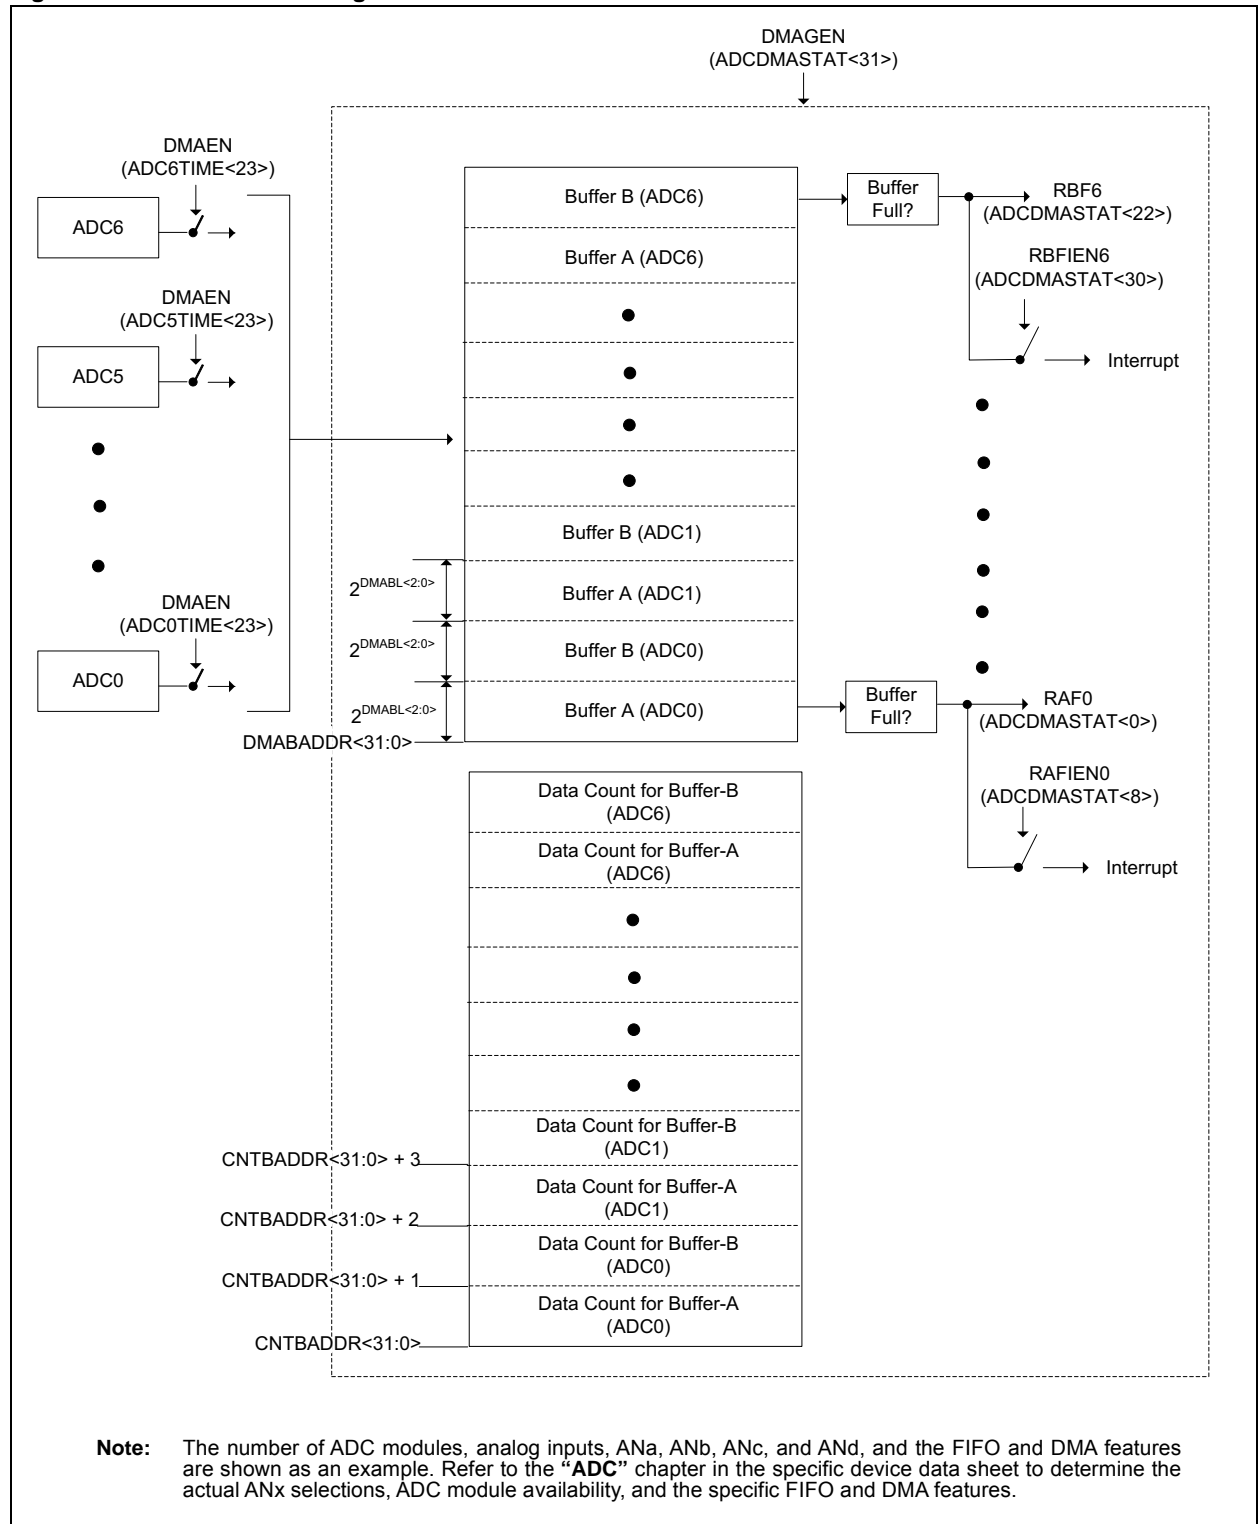 DMAGEN
(ADCDMASTAT<31>)
DMAEN
(ADC6TIME<23>)
ADC6
DMAEN
(ADC5TIME<23>)
ADC5
DMAEN
(ADC0TIME<23>)
ADC0
Buffer B (ADC6)
Buffer A (ADC6)
Buffer B (ADC1)
2^DMABL<2:0>
Buffer A (ADC1)
2^DMABL<2:0>
Buffer B (ADC0)
2^DMABL<2:0>
Buffer A (ADC0)
DMABADDR<31:0>
Buffer
Full?
RBF6
(ADCDMASTAT<22>)
RBFIEN6
(ADCDMASTAT<30>)
Interrupt
Buffer
Full?
RAF0
(ADCDMASTAT<0>)
RAFIEN0
(ADCDMASTAT<8>)
Interrupt
Data Count for Buffer-B
(ADC6)
Data Count for Buffer-A
(ADC6)
Data Count for Buffer-B
(ADC1)
CNTBADDR<31:0> + 3
Data Count for Buffer-A
(ADC1)
CNTBADDR<31:0> + 2
Data Count for Buffer-B
(ADC0)
CNTBADDR<31:0> + 1
Data Count for Buffer-A
(ADC0)
CNTBADDR<31:0>
Note: The number of ADC modules, analog inputs, ANa, ANb, ANc, and ANd, and the FIFO and DMA features
are shown as an example. Refer to the “ADC” chapter in the specific device data sheet to determine the
actual ANx selections, ADC module availability, and the specific FIFO and DMA features.